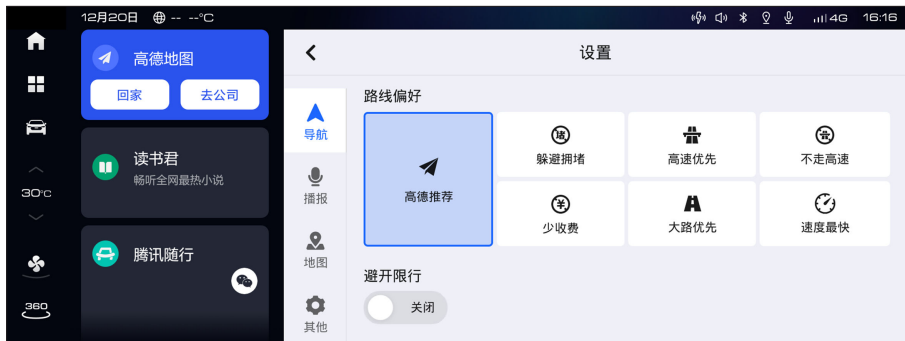 12月20日 -- --°C
4G 16:16
30°C
360
高德地图
回家 去公司
读书君
畅听全网最热小说
腾讯随行
设置
导航
播报
地图
其他
路线偏好
高德推荐
堵
躲避拥堵
高速优先
不走高速
¥
少收费
大路优先
速度最快
避开限行
关闭